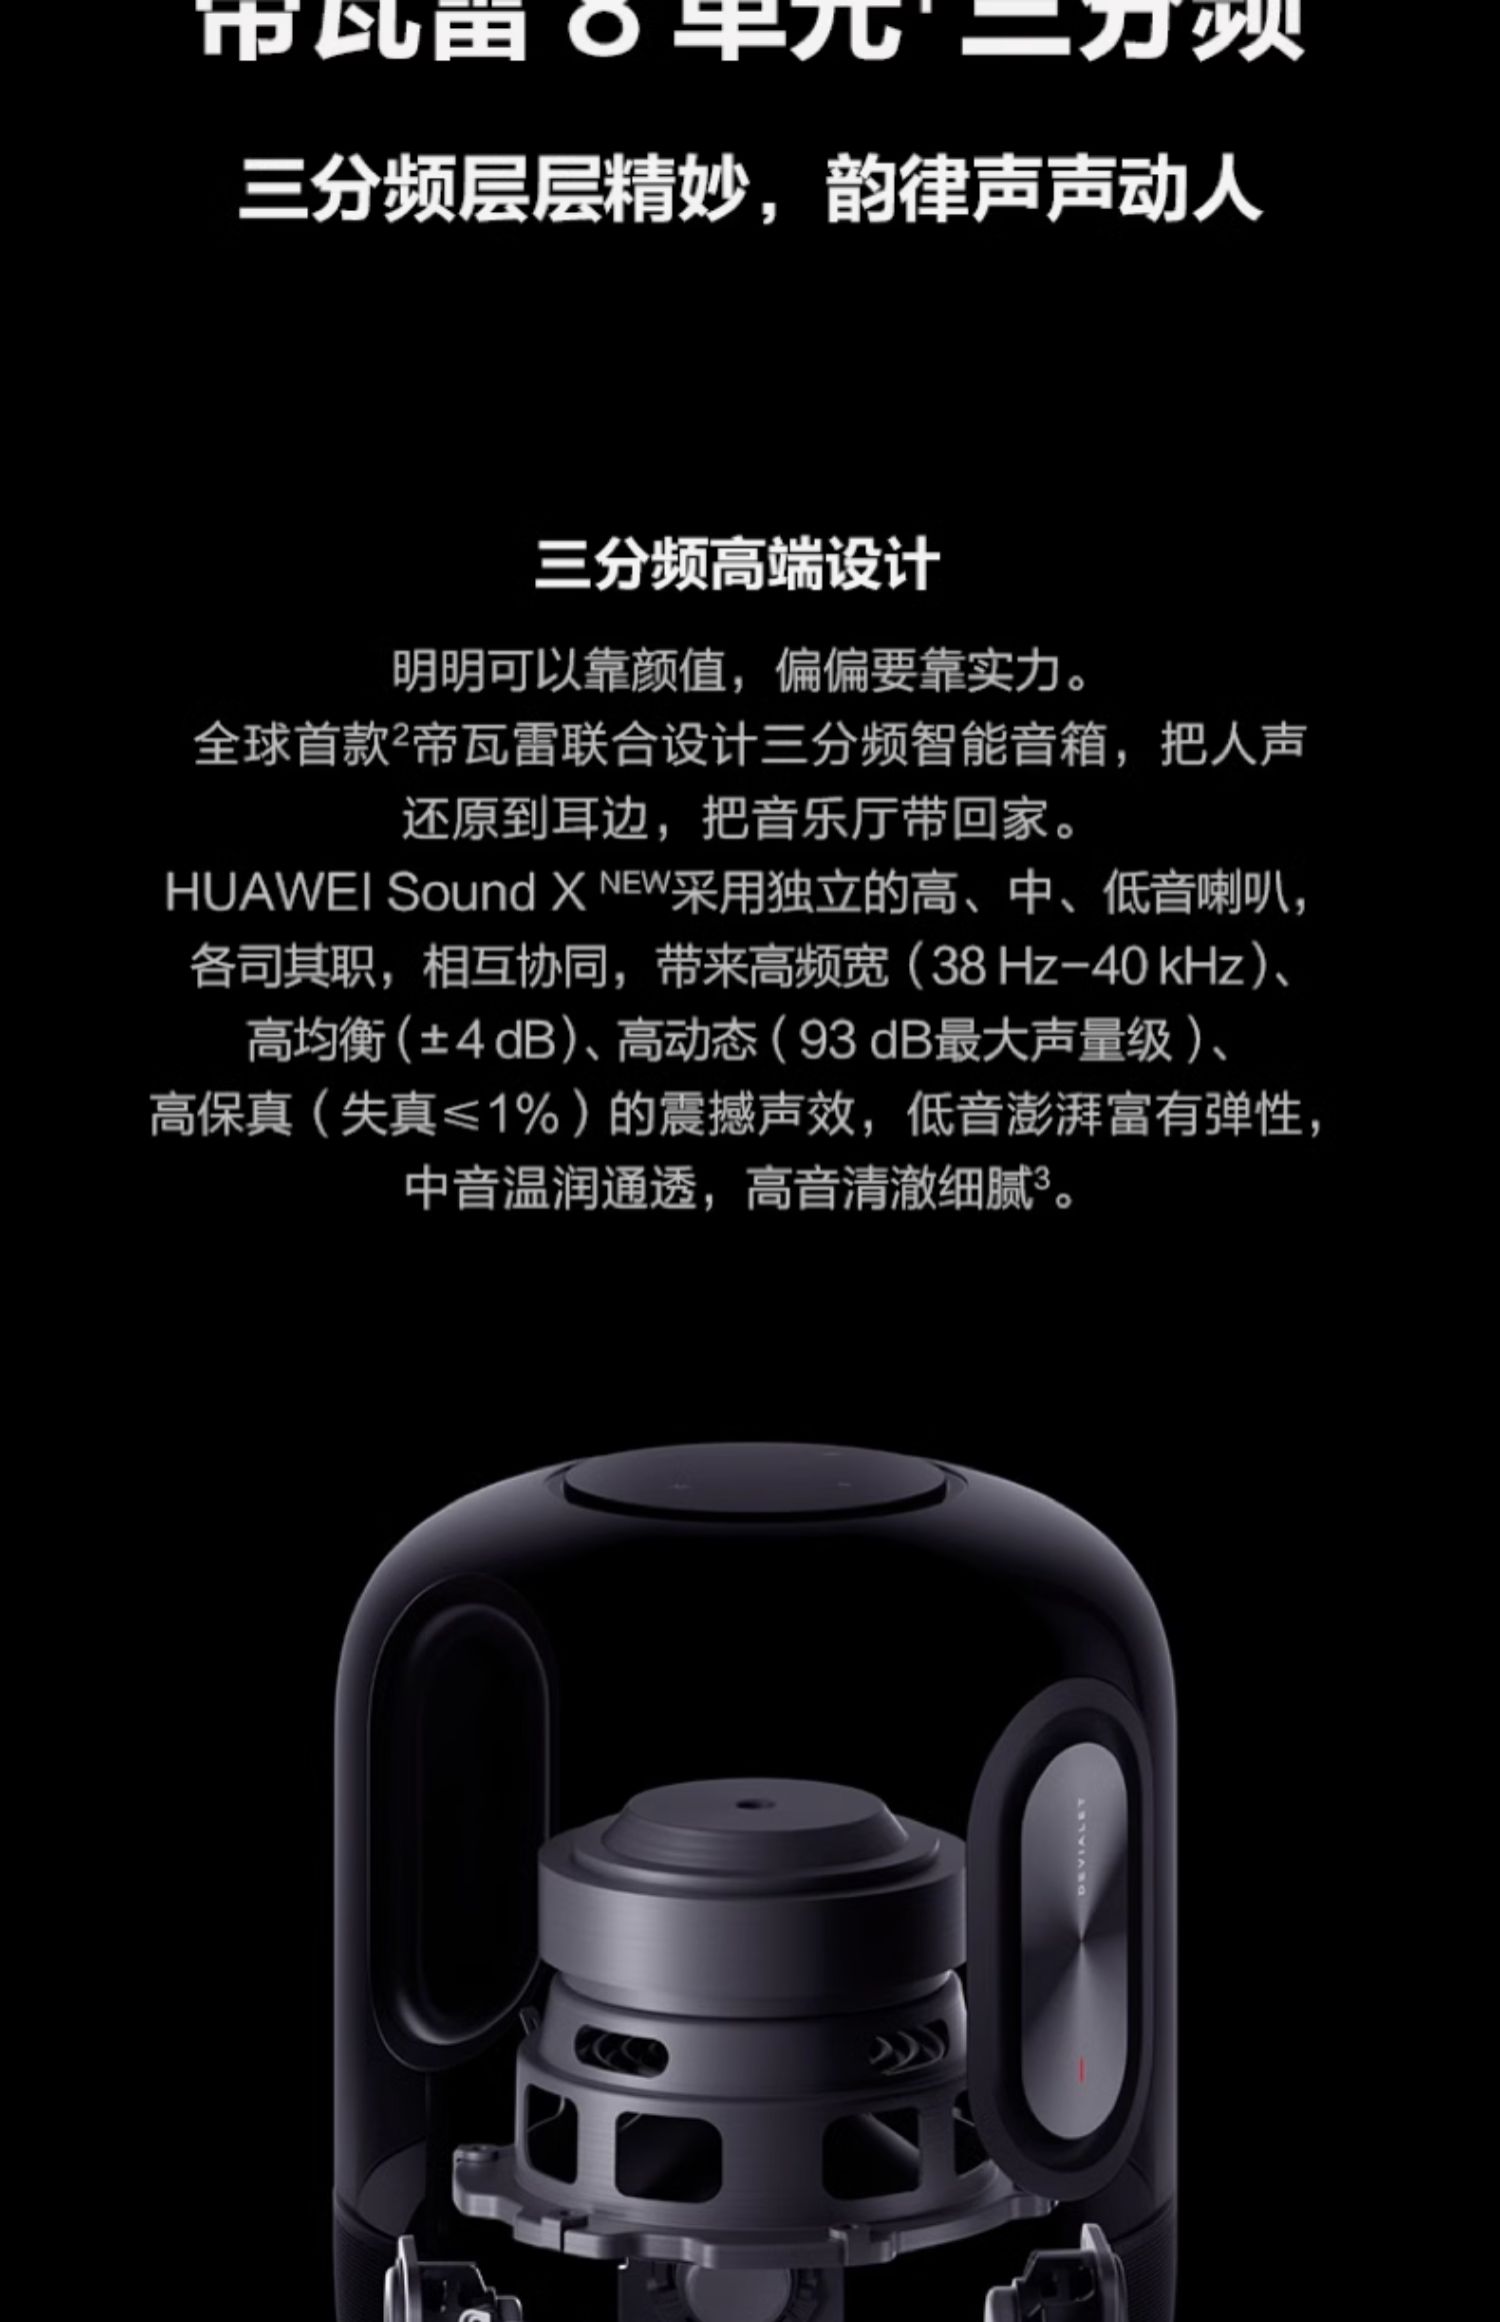 帝瓦雷 8 单元¹三分频
三分频层层精妙，韵律声声动人
三分频高端设计
明明可以靠颜值，偏偏要靠实力。
全球首款²帝瓦雷联合设计三分频智能音箱，把人声
还原到耳边，把音乐厅带回家。
HUAWEI Sound X NEW采用独立的高、中、低音喇叭，
各司其职，相互协同，带来高频宽（38 Hz–40 kHz）、
高均衡（±4 dB）、高动态（93 dB最大声量级）、
高保真（失真≤1%）的震撼声效，低音澎湃富有弹性，
中音温润通透，高音清澈细腻³。
DEVIALET